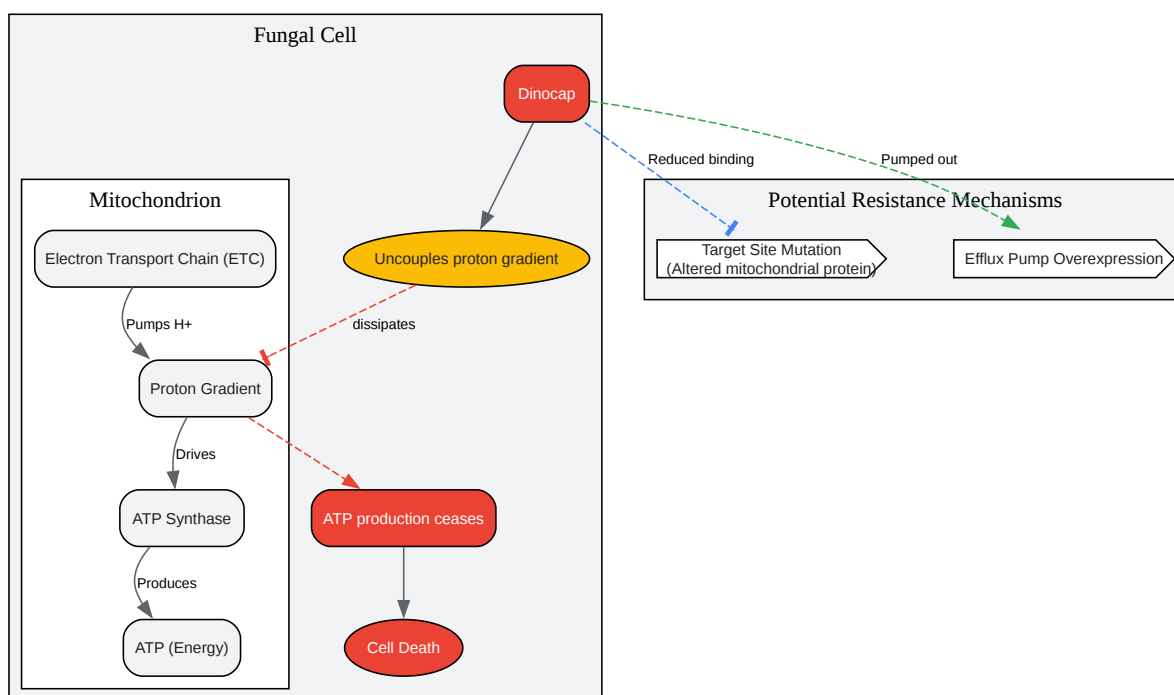 Fungal Cell
Dinocap
Reduced binding
Pumped out
Mitochondrion
Potential Resistance Mechanisms
Electron Transport Chain (ETC)
Uncouples proton gradient
Target Site Mutation
(Altered mitochondrial protein)
Efflux Pump Overexpression
Pumps H+
dissipates
Proton Gradient
Drives
ATP Synthase
ATP production ceases
Produces
ATP (Energy)
Cell Death